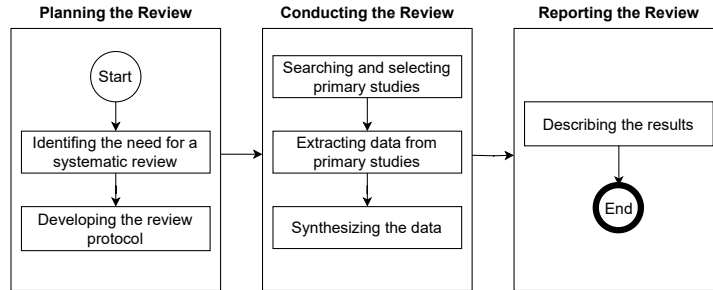 Planning the Review
Start
Identifing the need for a
systematic review
Developing the review
protocol
Conducting the Review
Searching and selecting
primary studies
Extracting data from
primary studies
Synthesizing the data
Reporting the Review
Describing the results
End